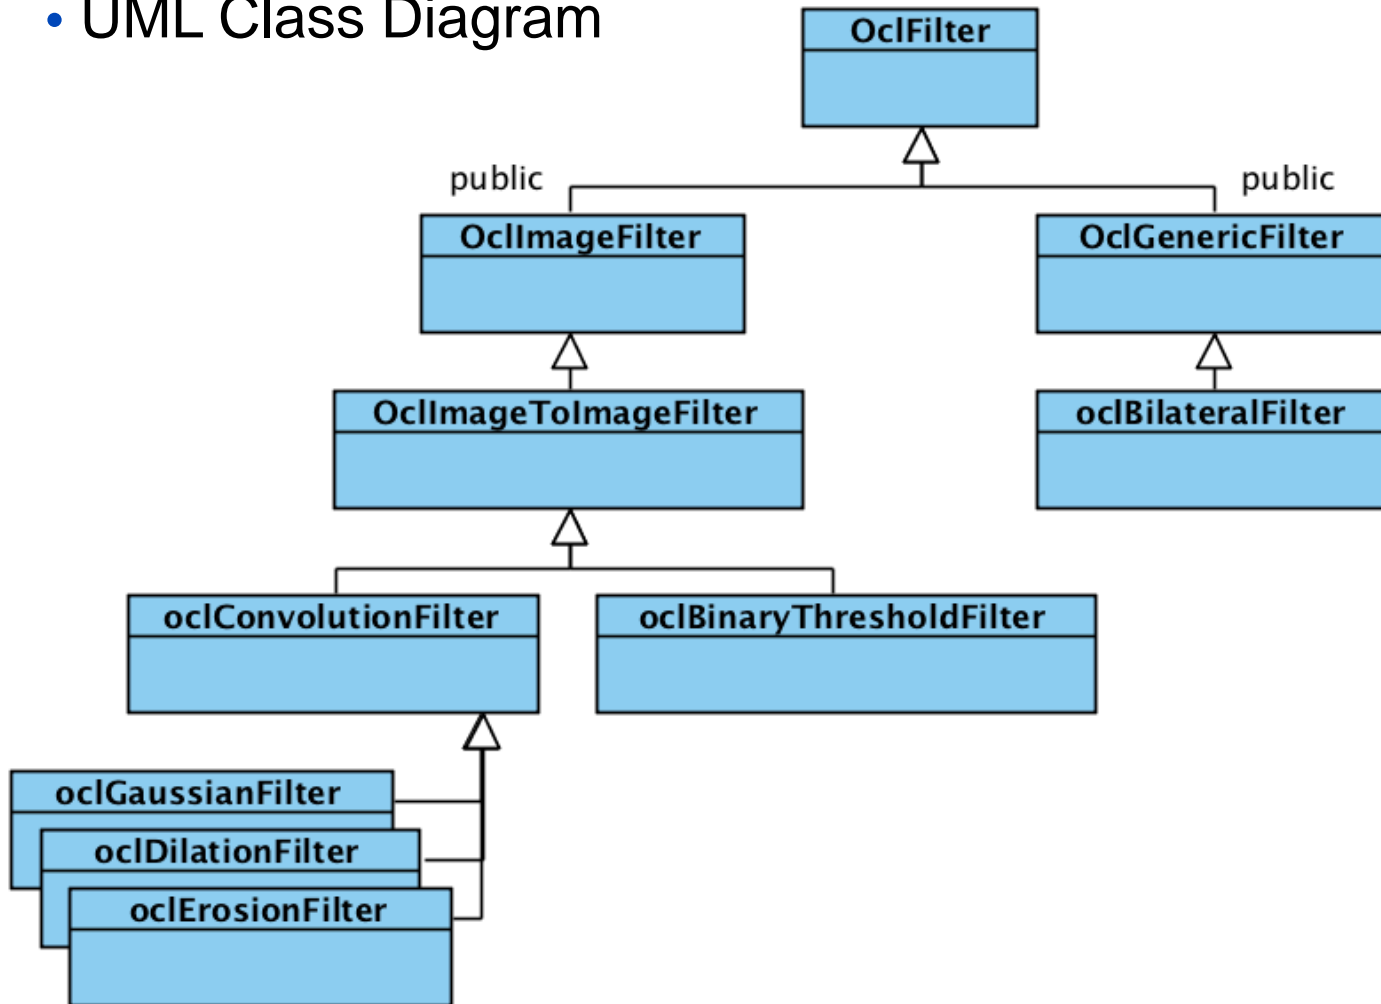 • UML Class Diagram
OclFilter
public
public
OclImageFilter
OclGenericFilter
OclImageToImageFilter
oclBilateralFilter
oclConvolutionFilter
oclBinaryThresholdFilter
oclGaussianFilter
oclDilationFilter
oclErosionFilter